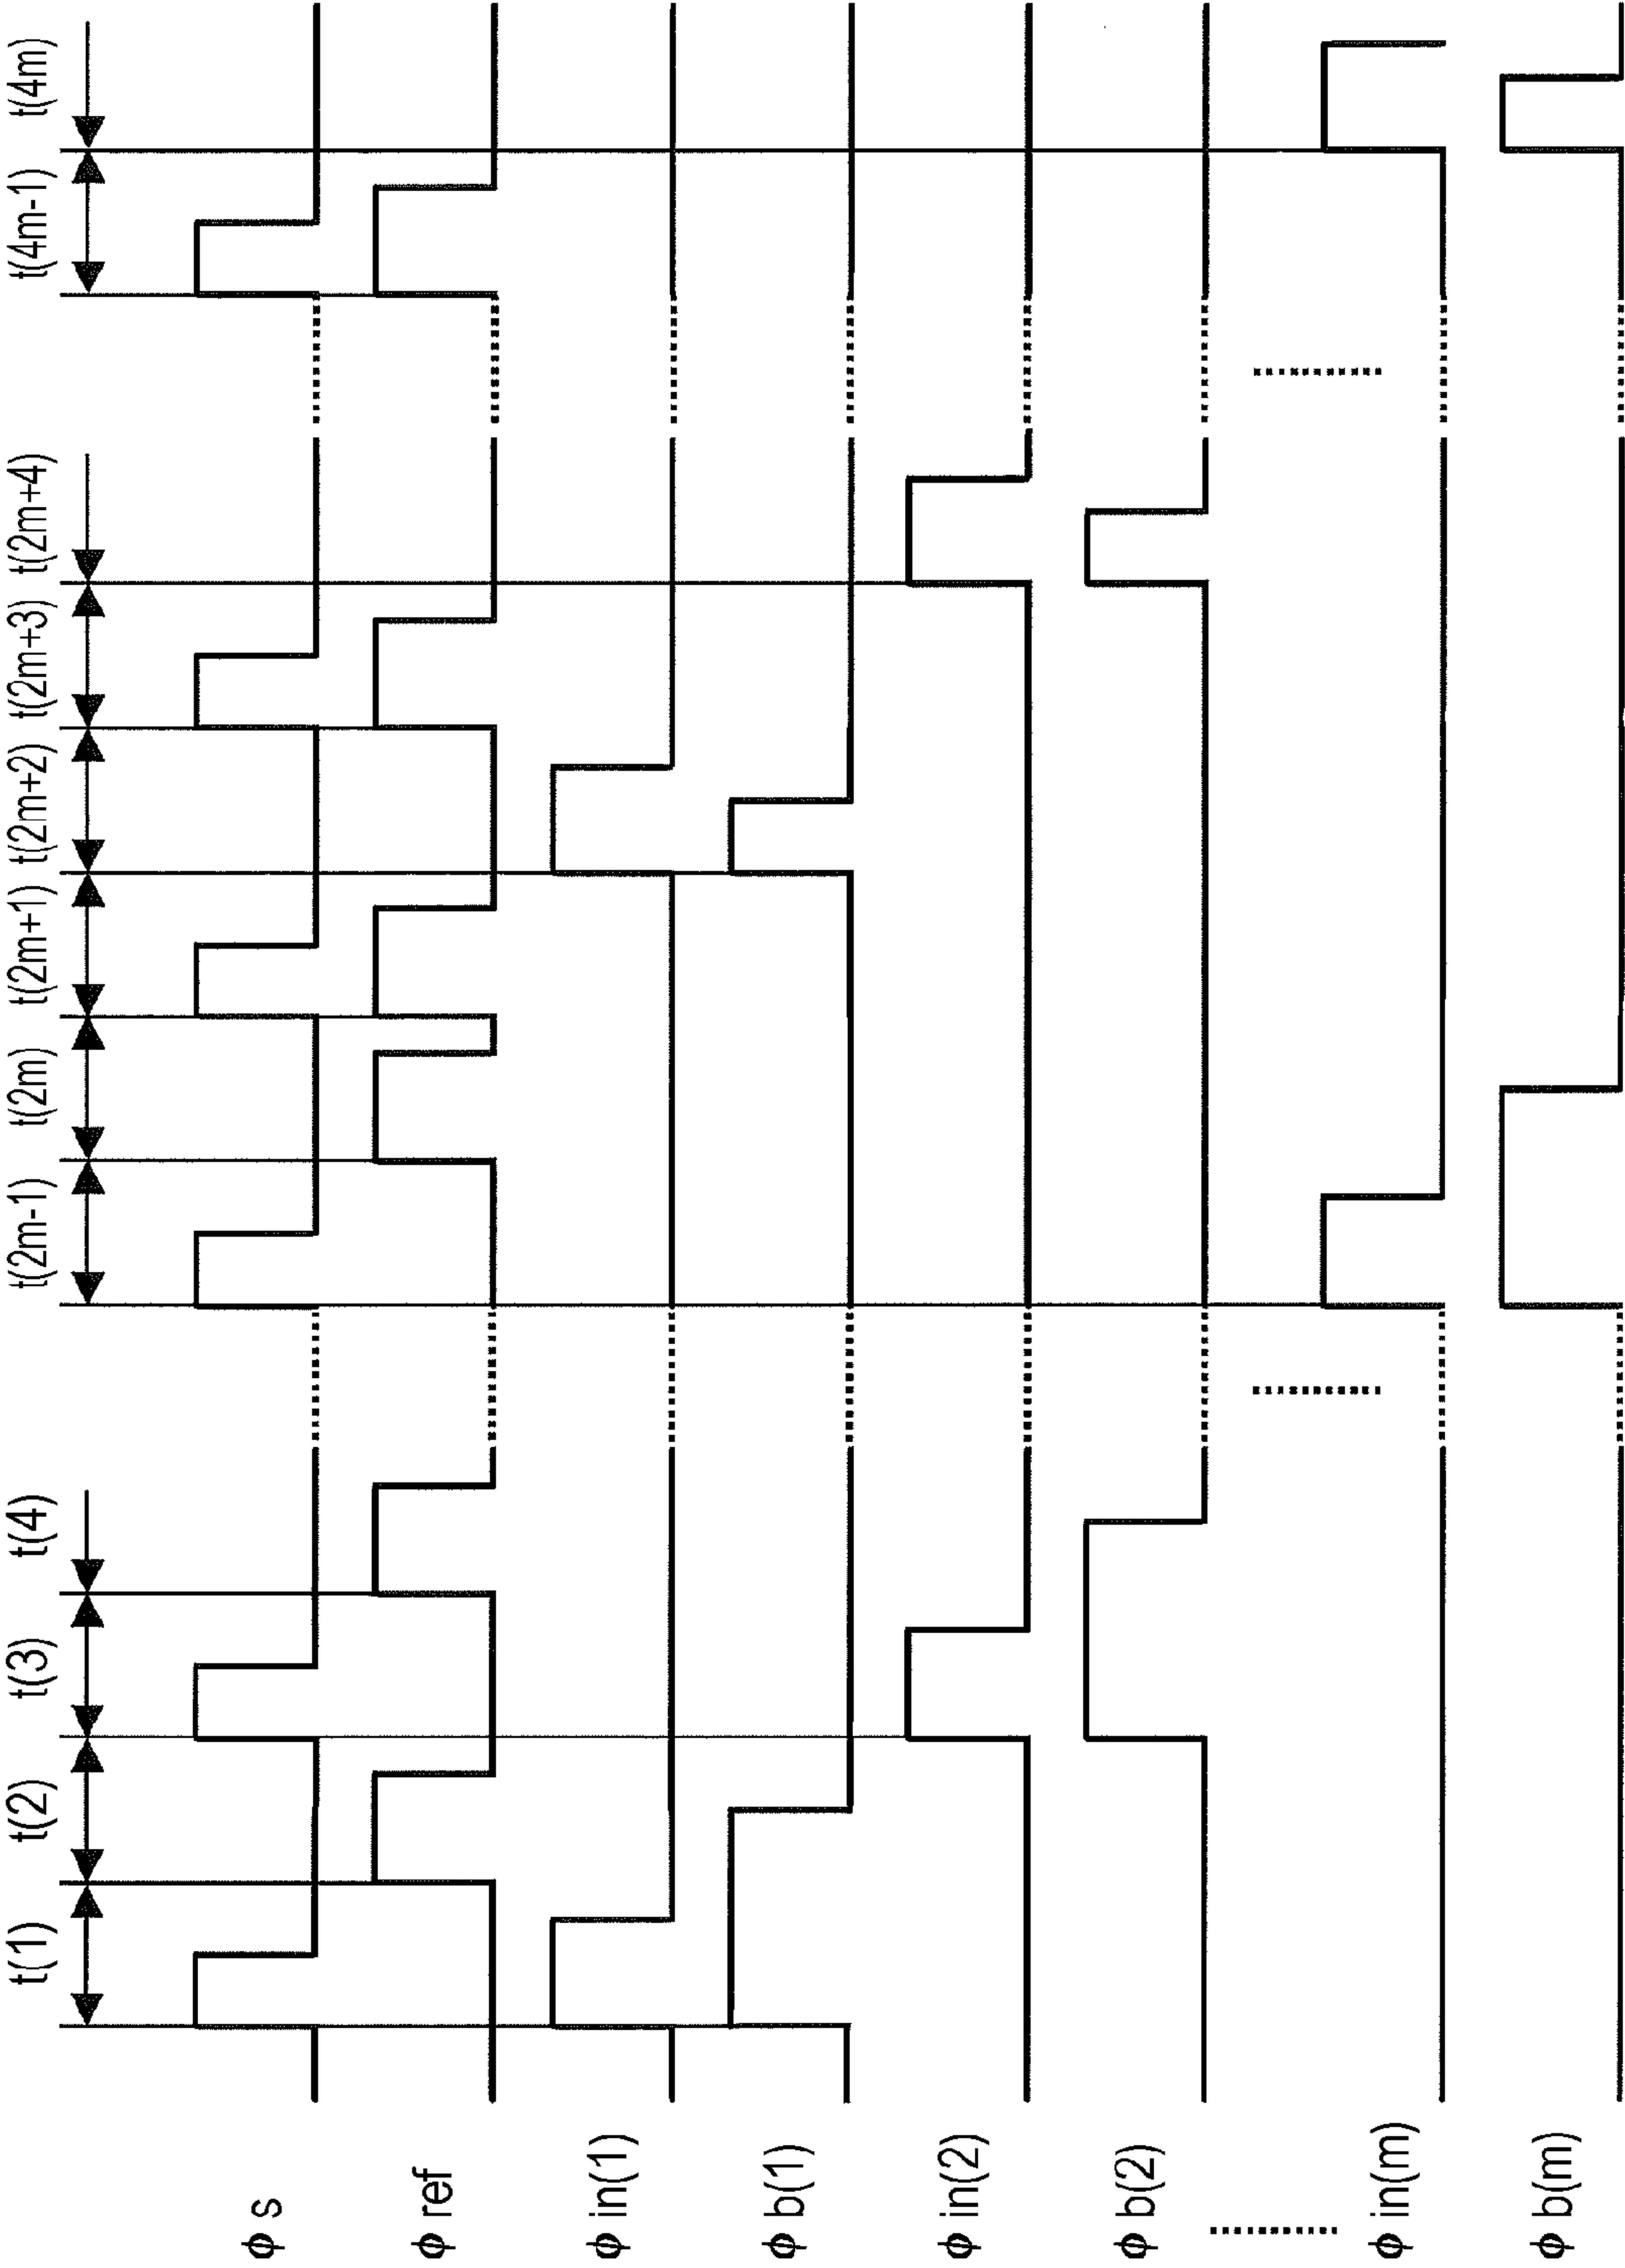 t(1)
t(2)
t(3)
t(4)
t(2m-1)
t(2m)
t(2m+1)
t(2m+2)
t(2m+3)
t(2m+4)
t(4m-1)
t(4m)
ϕ s
ϕ ref
ϕ in(1)
ϕ b(1)
ϕ in(2)
ϕ b(2)
ϕ in(m)
ϕ b(m)